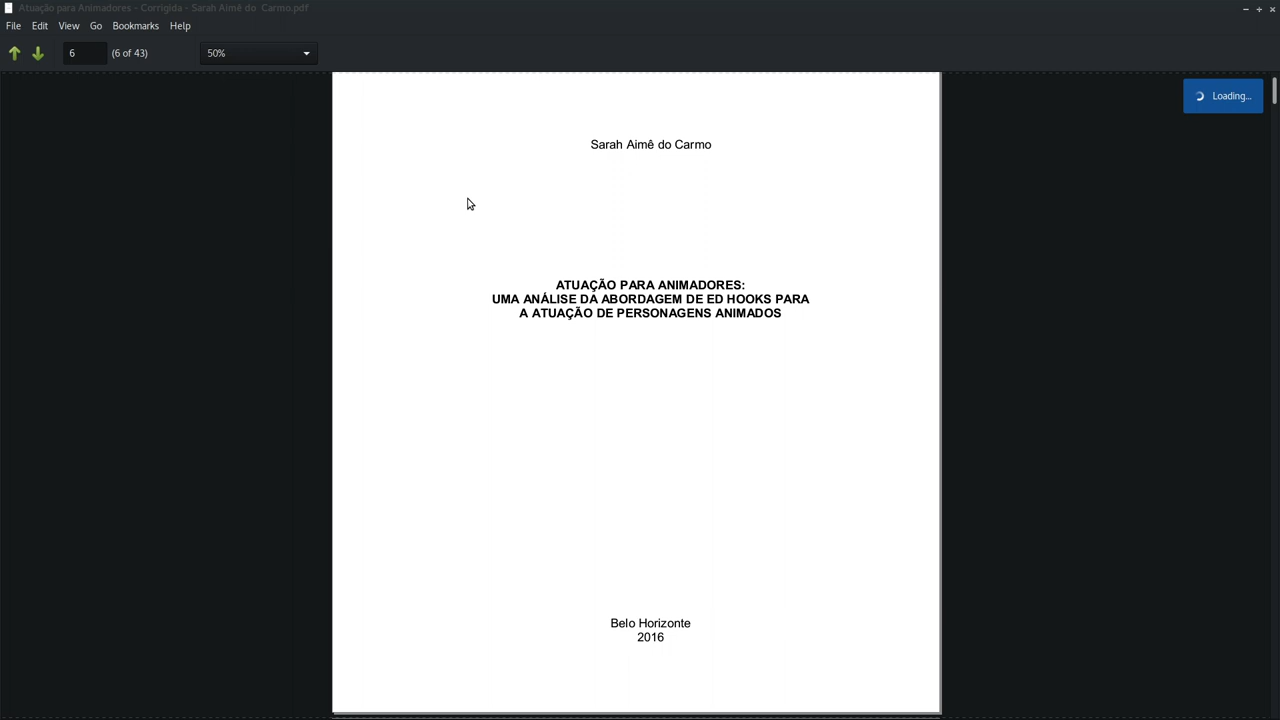 Atuação para Animadores - Corrigida - Sarah Aimê do Carmo.pdf
File Edit View Go Bookmarks Help
6 (6 of 43) 50%
Loading...
Sarah Aimê do Carmo
ATUAÇÃO PARA ANIMADORES:
UMA ANÁLISE DA ABORDAGEM DE ED HOOKS PARA
A ATUAÇÃO DE PERSONAGENS ANIMADOS
Belo Horizonte
2016